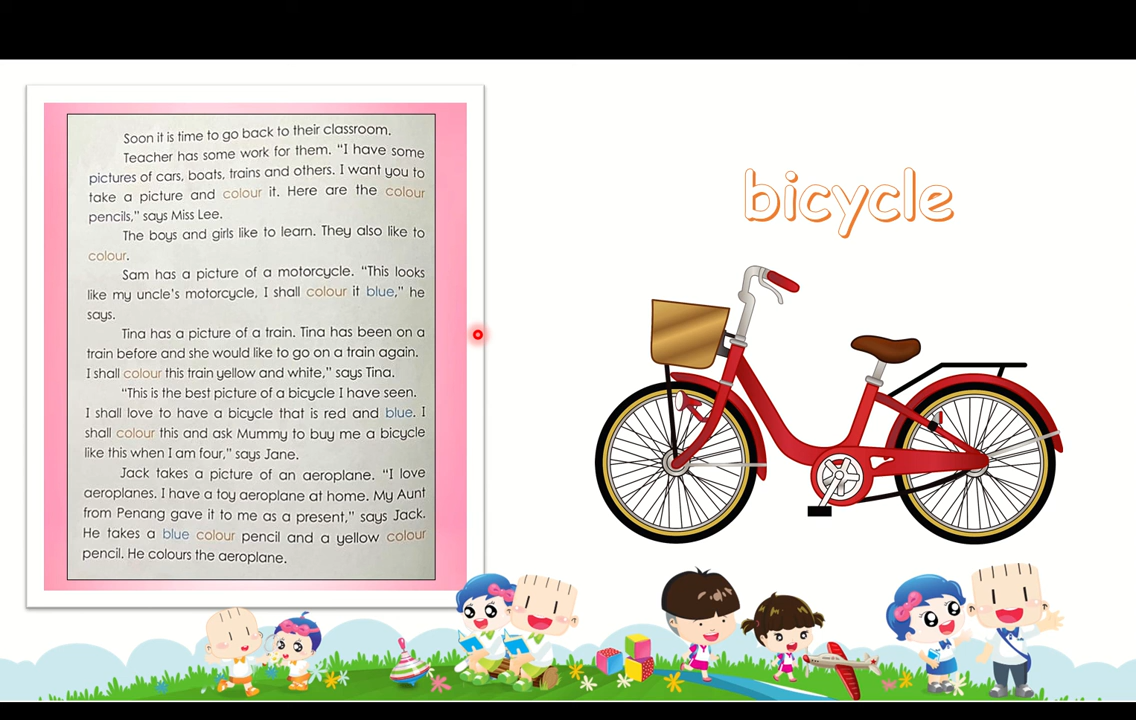 Soon it is time to go back to their classroom.
Teacher has some work for them. “I have some
pictures of cars, boats, trains and others. I want you to
take a picture and colour it. Here are the colour
pencils,” says Miss Lee.
The boys and girls like to learn. They also like to
colour.
Sam has a picture of a motorcycle. “This looks
like my uncle’s motorcycle, I shall colour it blue,” he
says.
Tina has a picture of a train. Tina has been on a
train before and she would like to go on a train again.
I shall colour this train yellow and white,” says Tina.
“This is the best picture of a bicycle I have seen.
I shall love to have a bicycle that is red and blue. I
shall colour this and ask Mummy to buy me a bicycle
like this when I am four,” says Jane.
Jack takes a picture of an aeroplane. “I love
aeroplanes. I have a toy aeroplane at home. My Aunt
from Penang gave it to me as a present,” says Jack.
He takes a blue colour pencil and a yellow colour
pencil. He colours the aeroplane.
bicycle